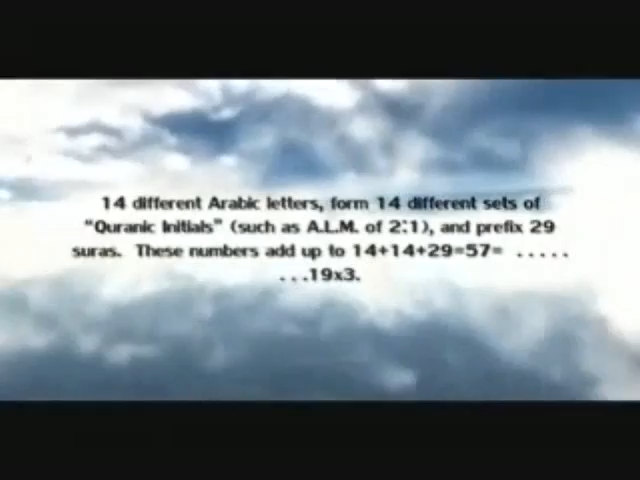 14 different Arabic letters, form 14 different sets of
"Quranic Initials" (such as A.L.M. of 2:1), and prefix 29
suras. These numbers add up to 14+14+29=57= .....
...19x3.